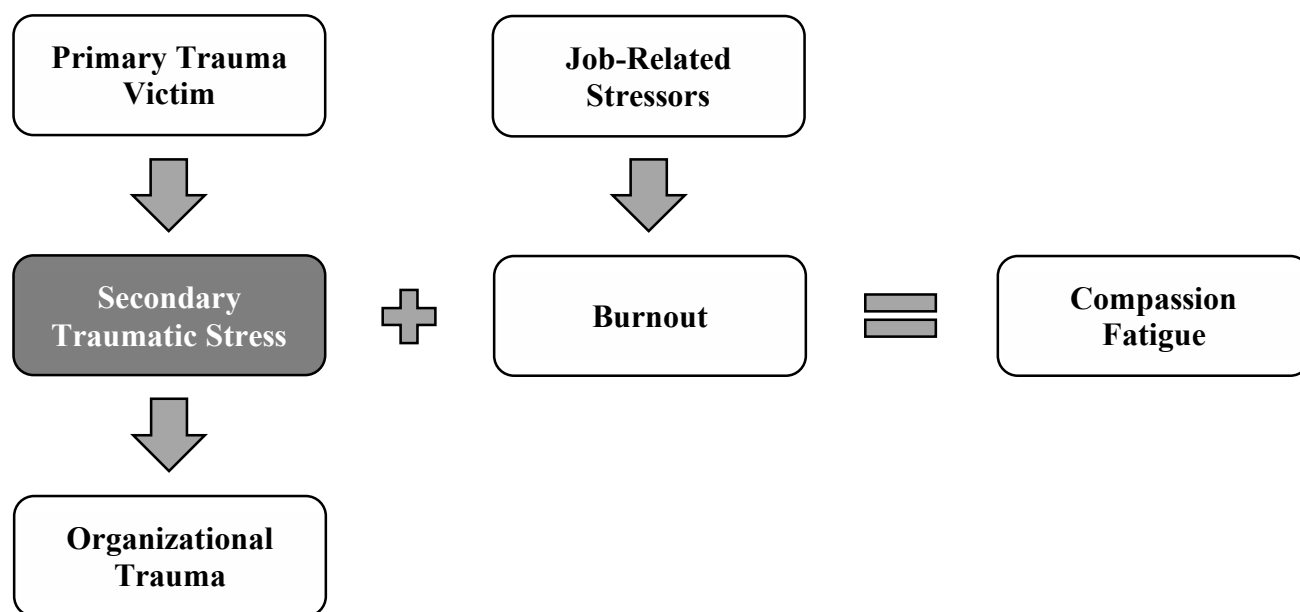 Primary Trauma
Victim
Job-Related
Stressors
Secondary
Traumatic Stress
Burnout
Compassion
Fatigue
Organizational
Trauma